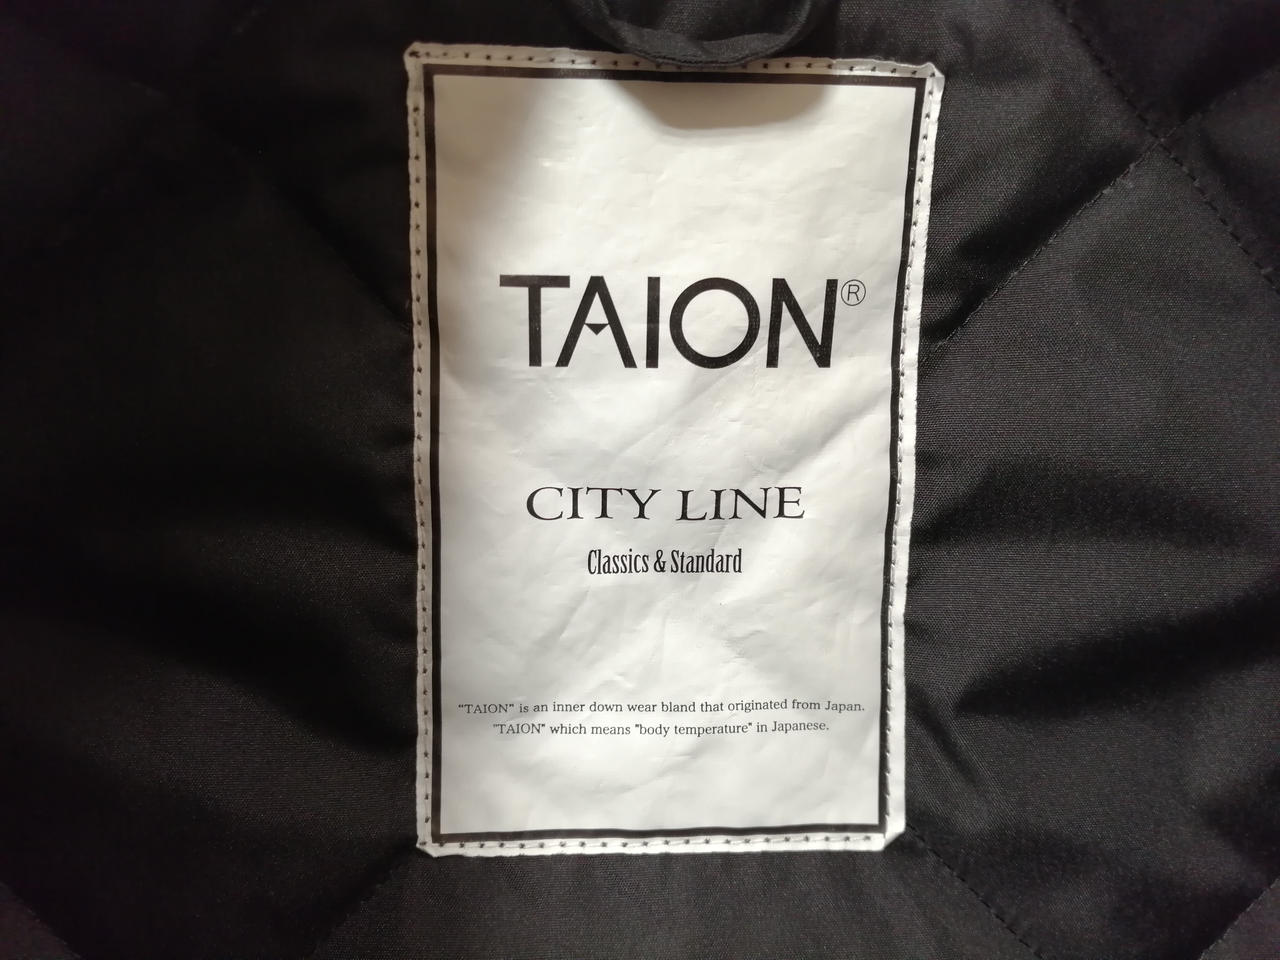 TAION®
CITY LINE
Classics & Standard
"TAION" is an inner down wear bland that originated from Japan.
"TAION" which means "body temperature" in Japanese.